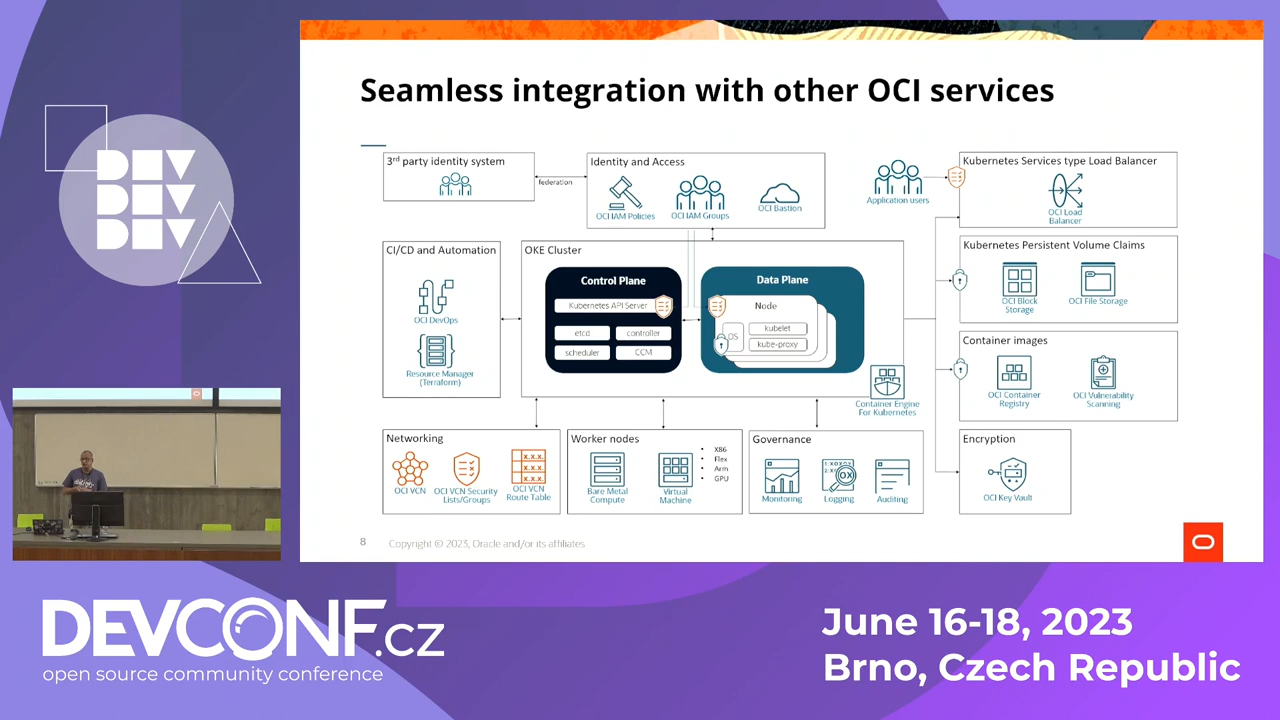 Seamless integration with other OCI services
3rd party identity system
federation
Identity and Access
OCI IAM Policies
OCI IAM Groups
OCI Bastion
Application users
Kubernetes Services type Load Balancer
OCI Load
Balancer
CI/CD and Automation
OCI DevOps
Resource Manager
(Terraform)
OKE Cluster
Control Plane
Kubernetes API Server
etcd
controller
scheduler
CCM
Data Plane
Node
OS
kubelet
kube-proxy
Container Engine
For Kubernetes
Kubernetes Persistent Volume Claims
OCI Block
Storage
OCI File Storage
Container images
OCI Container
Registry
OCI Vulnerability
Scanning
Networking
OCI VCN
OCI VCN Security
Lists/Groups
X.X.X.
X.X.X.
X.X.X.
OCI VCN
Route Table
Worker nodes
Bare Metal
Compute
Virtual
Machine
• X86
• Flex
• Arm
• GPU
Governance
Monitoring
Logging
Auditing
Encryption
OCI Key Vault
8
Copyright © 2023, Oracle and/or its affiliates
DEV
DEV
DEV
DEVCONF.cz
open source community conference
June 16-18, 2023
Brno, Czech Republic